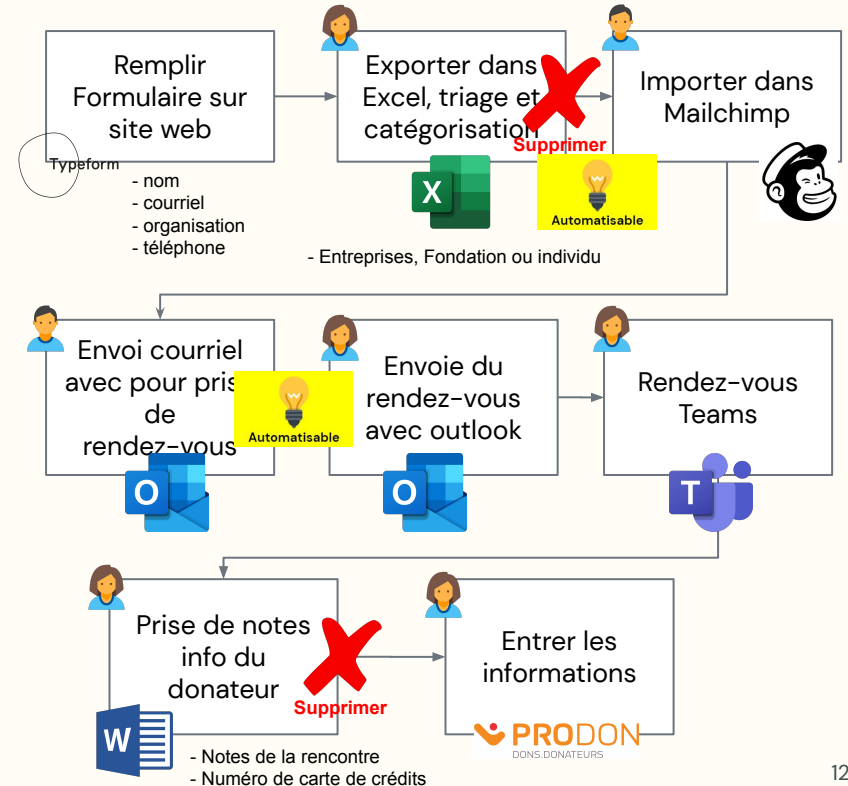 Remplir
Formulaire sur
site web
Typeform
- nom
- courriel
- organisation
- téléphone
Exporter dans
Excel, triage et
catégorisation
Supprimer
X
Automatisable
- Entreprises, Fondation ou individu
Importer dans
Mailchimp
Envoi courriel
avec pour pris
de
rendez-vous
O
Automatisable
Envoie du
rendez-vous
avec outlook
O
Rendez-vous
Teams
T
Prise de notes
info du
donateur
Supprimer
W
- Notes de la rencontre
- Numéro de carte de crédits
Entrer les
informations
PRODON
DONS.DONATEURS
12